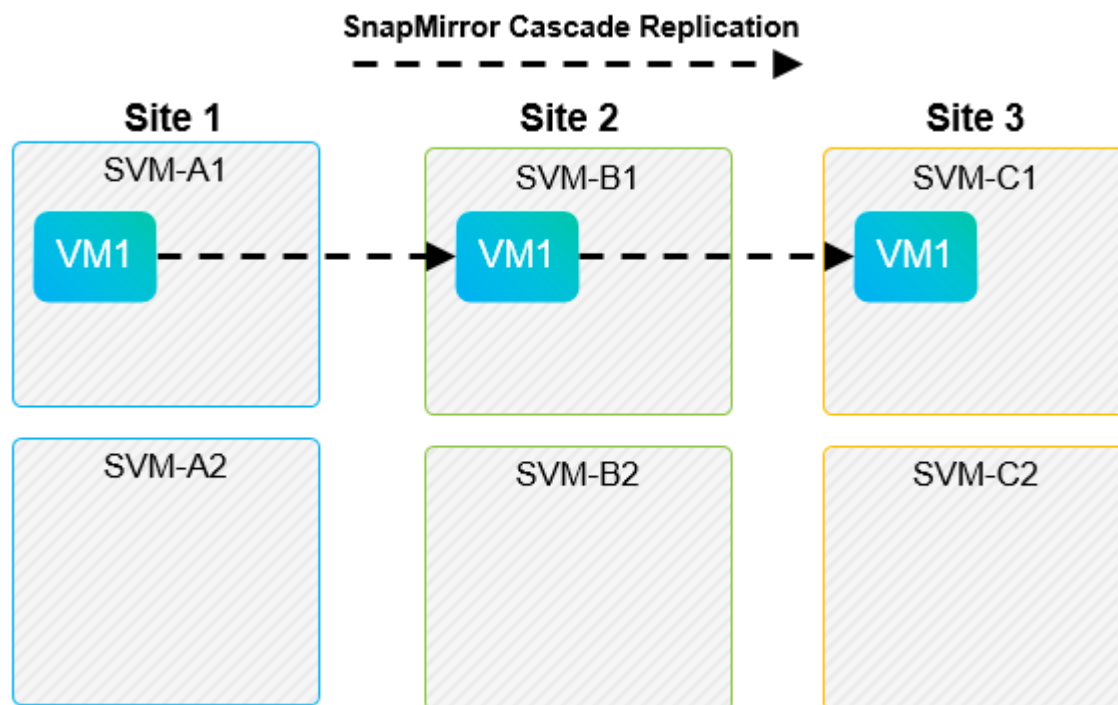 SnapMirror Cascade Replication
Site 1
Site 2
Site 3
SVM-A1
SVM-B1
SVM-C1
VM1
VM1
VM1
SVM-A2
SVM-B2
SVM-C2